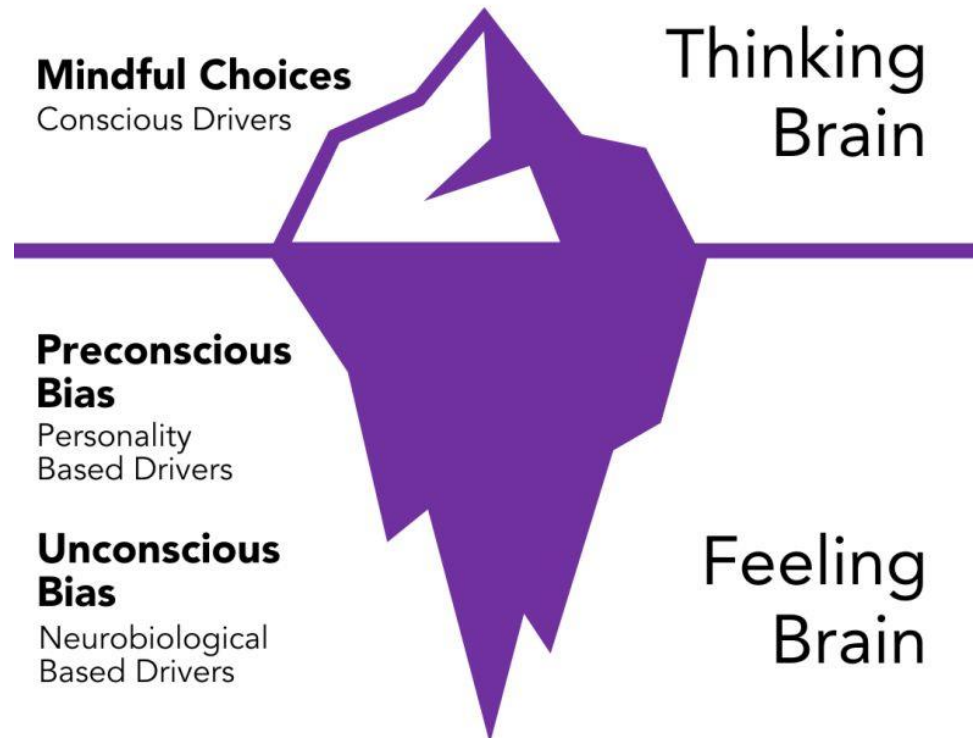 Mindful Choices
Conscious Drivers
Thinking
Brain
Preconscious
Bias
Personality
Based Drivers
Unconscious
Bias
Neurobiological
Based Drivers
Feeling
Brain